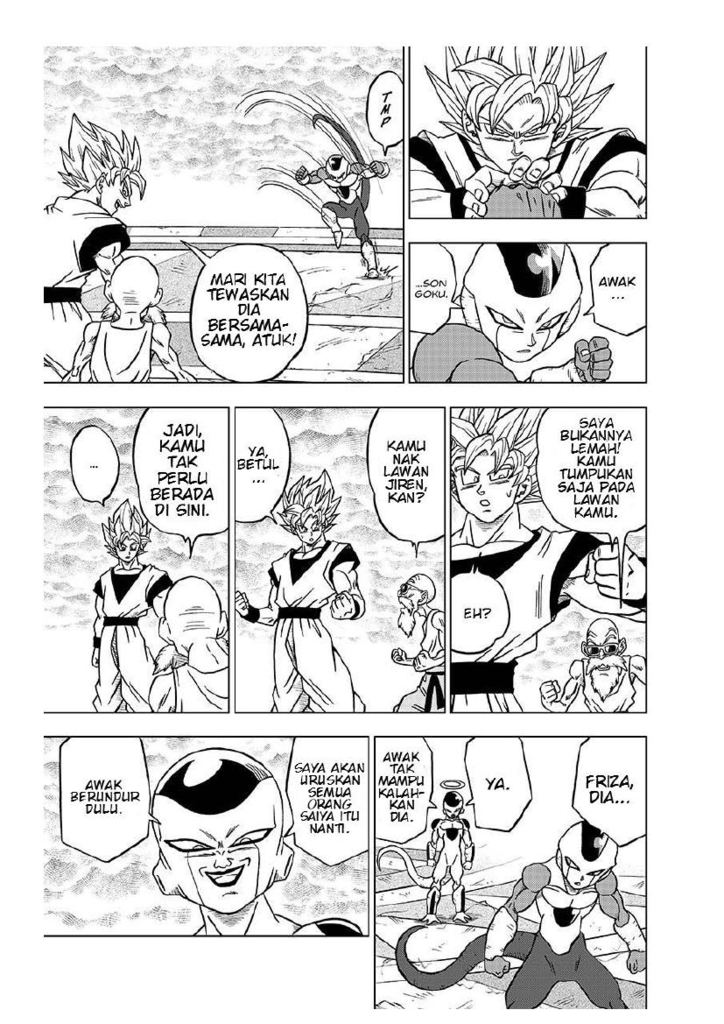 AWAK
...
...SON
GOKU.
TMP
MARI KITA
TEWASKAN
DIA
BERSAMA-
SAMA, ATUK!
SAYA
BUKANNYA
LEMAH!
KAMU
TUMPUKAN
SAJA PADA
LAWAN
KAMU.
EH?
KAMU
NAK
LAWAN
JIREN,
KAN?
YA,
BETUL
...
JADI,
KAMU
TAK
PERLU
BERADA
DI SINI.
...
FRIZA,
DIA...
YA.
AWAK
TAK
MAMPU
KALAH-
KAN
DIA.
SAYA AKAN
URUSKAN
SEMUA
ORANG
SAIYA ITU
NANTI.
AWAK
BERUNDUR
DULU.